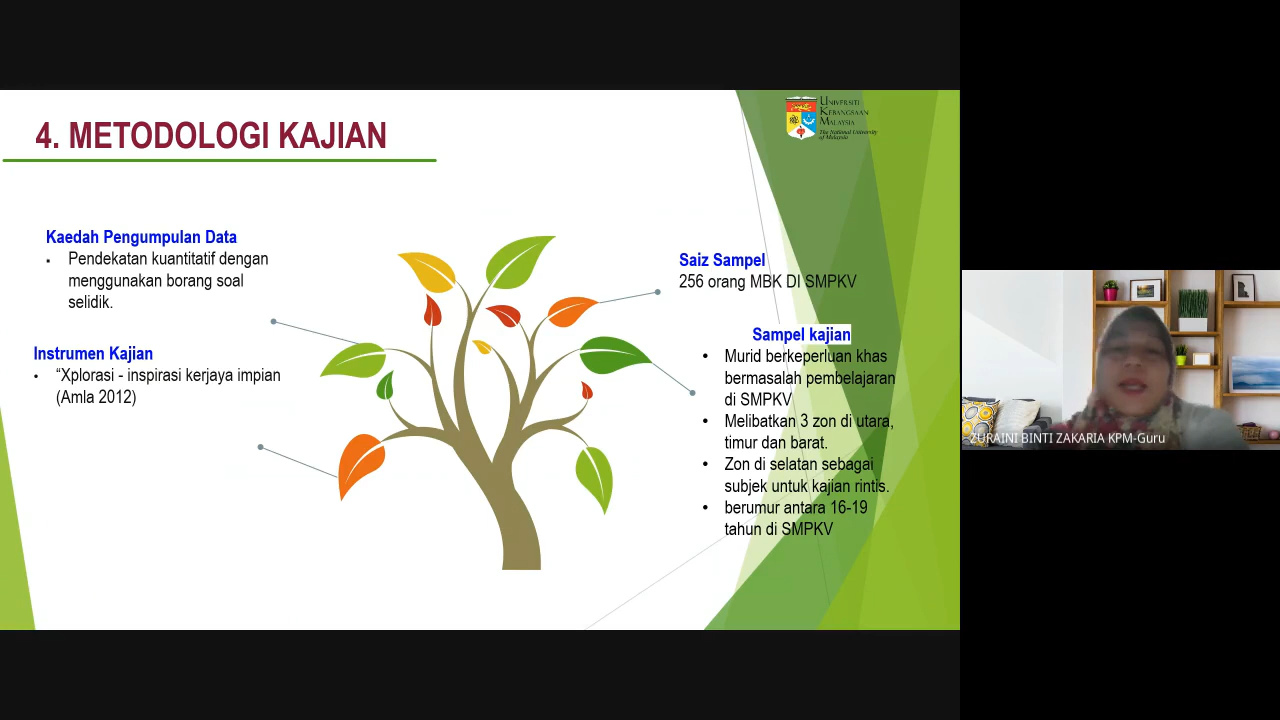 4. METODOLOGI KAJIAN
UNIVERSITI
KEBANGSAAN
MALAYSIA
The National University
of Malaysia
Kaedah Pengumpulan Data
▪ Pendekatan kuantitatif dengan
menggunakan borang soal
selidik.
Instrumen Kajian
• “Xplorasi - inspirasi kerjaya impian
(Amla 2012)
Saiz Sampel
256 orang MBK DI SMPKV
Sampel kajian
• Murid berkeperluan khas
bermasalah pembelajaran
di SMPKV
• Melibatkan 3 zon di utara,
timur dan barat.
• Zon di selatan sebagai
subjek untuk kajian rintis.
• berumur antara 16-19
tahun di SMPKV
ZURAINI BINTI ZAKARIA KPM-Guru